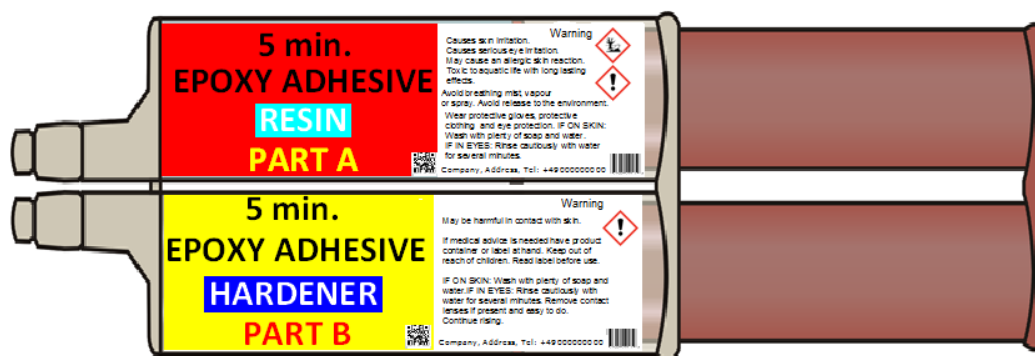 5 min.
EPOXY ADHESIVE
RESIN
PART A
Warning
Causes skin irritation.
Causes serious eye irritation.
May cause an allergic skin reaction.
Toxic to aquatic life with long lasting
effects.
Avoid breathing mist, vapour
or spray. Avoid release to the environment.
Wear protective gloves, protective
clothing and eye protection. IF ON SKIN:
Wash with plenty of soap and water.
IF IN EYES: Rinse cautiously with water
for several minutes.
Company, Address, Tel: +49000000000
5 min.
EPOXY ADHESIVE
HARDENER
PART B
Warning
May be harmful in contact with skin.
If medical advice is needed have product
container or label at hand. Keep out of
reach of children. Read label before use.
IF ON SKIN: Wash with plenty of soap and
water.IF IN EYES: Rinse cautiously with
water for several minutes. Remove contact
lenses if present and easy to do.
Continue rising.
Company, Address, Tel: +49000000000